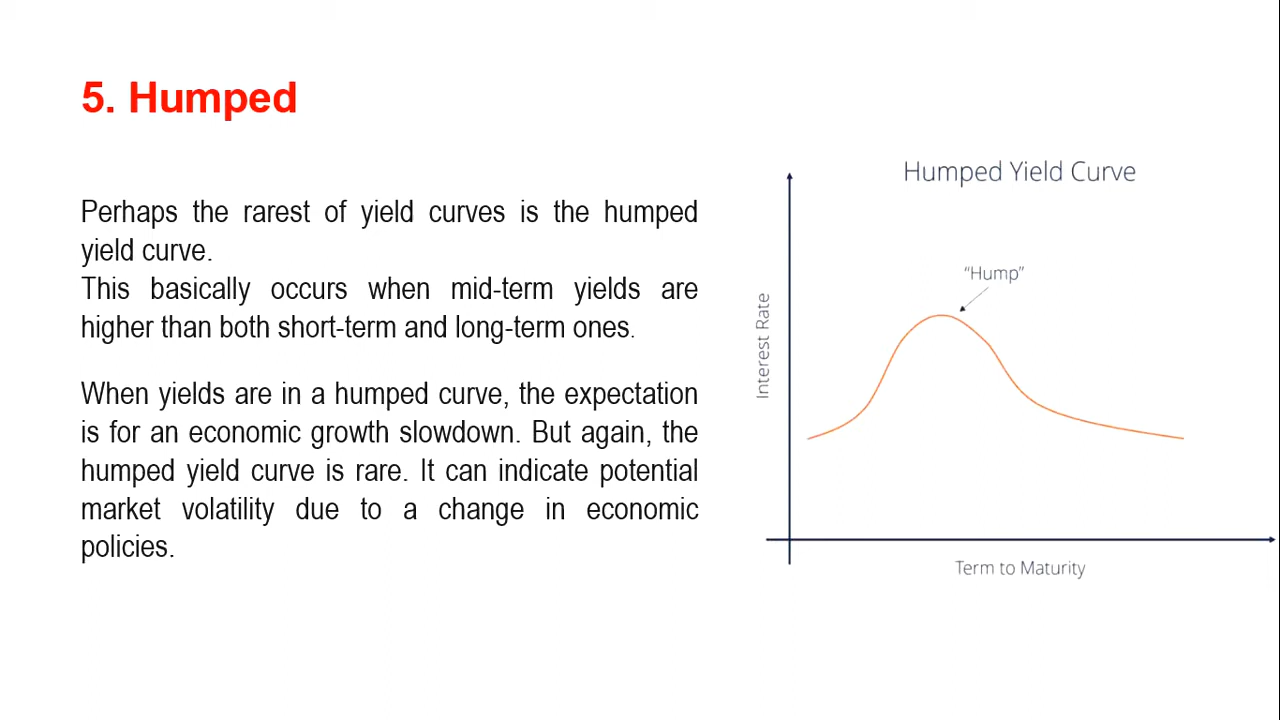 5. Humped
Perhaps the rarest of yield curves is the humped
yield curve.
This basically occurs when mid-term yields are
higher than both short-term and long-term ones.
When yields are in a humped curve, the expectation
is for an economic growth slowdown. But again, the
humped yield curve is rare. It can indicate potential
market volatility due to a change in economic
policies.
Humped Yield Curve
“Hump”
Interest Rate
Term to Maturity